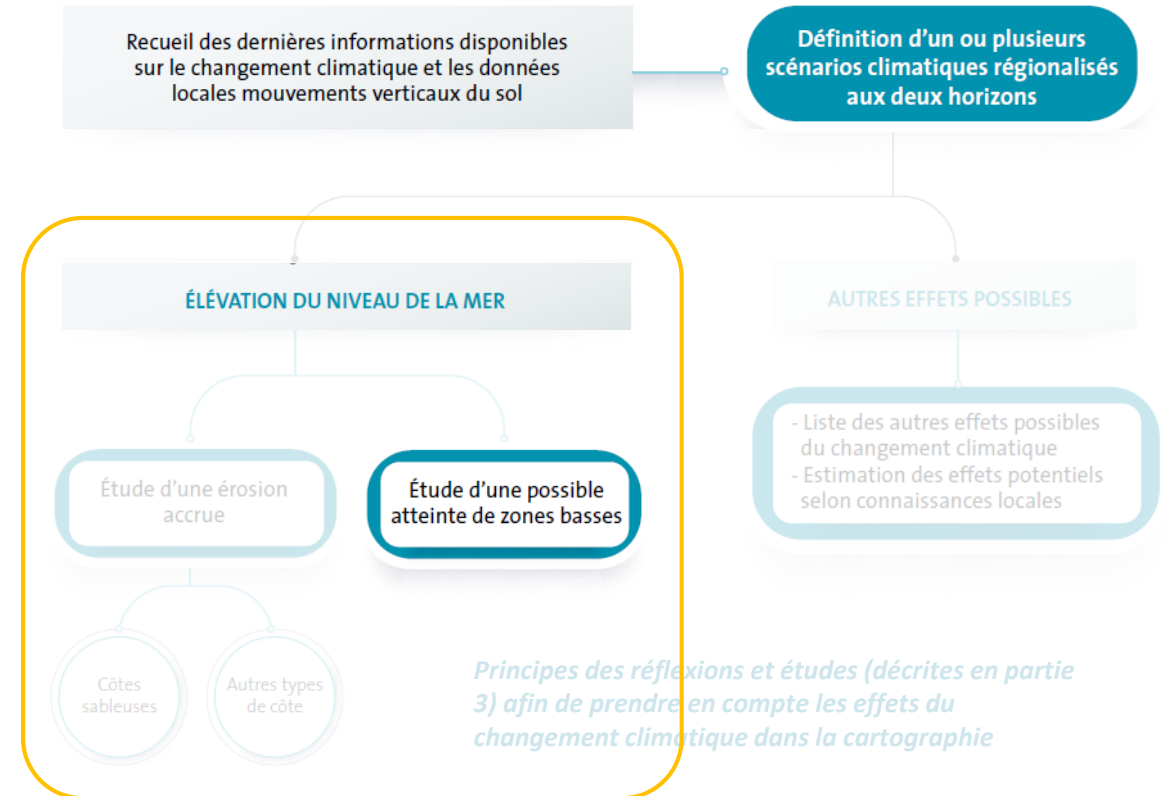 Recueil des dernières informations disponibles
sur le changement climatique et les données
locales mouvements verticaux du sol
Définition d’un ou plusieurs
scénarios climatiques régionalisés
aux deux horizons
ÉLÉVATION DU NIVEAU DE LA MER
AUTRES EFFETS POSSIBLES
Étude d’une érosion
accrue
Étude d’une possible
atteinte de zones basses
- Liste des autres effets possibles
du changement climatique
- Estimation des effets potentiels
selon connaissances locales
Côtes
sableuses
Autres types
de côte
Principes des réflexions et études (décrites en partie
3) afin de prendre en compte les effets du
changement climatique dans la cartographie